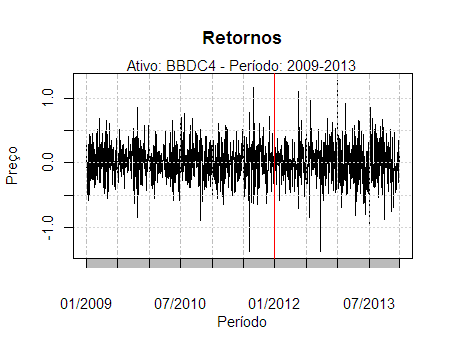 Retornos
Ativo: BBDC4 - Período: 2009-2013
Preço
1.0
0.0
-1.0
01/2009 07/2010 01/2012 07/2013
Período